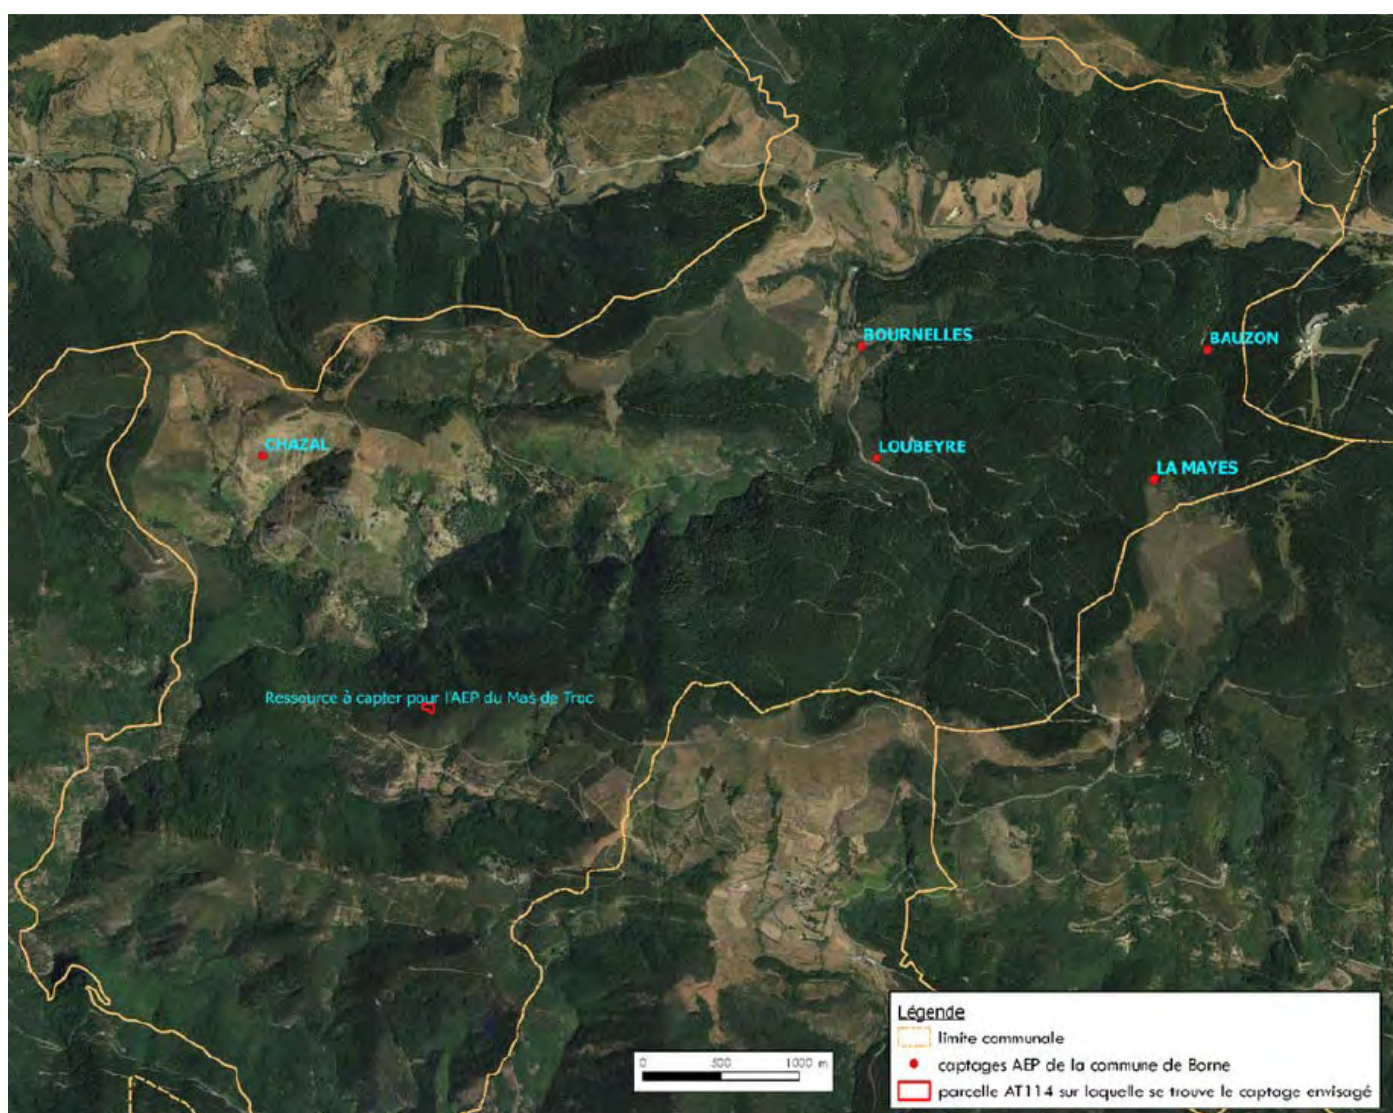 BOURNELLES
BAUZON
CHAZAL
LOUBEYRE
LA MAYES
Ressource à capter pour l'AEP du Mas de Troc
Légende
limite communale
captages AEP de la commune de Borne
parcelle AT114 sur laquelle se trouve le captage envisagé
0 500 1000 m